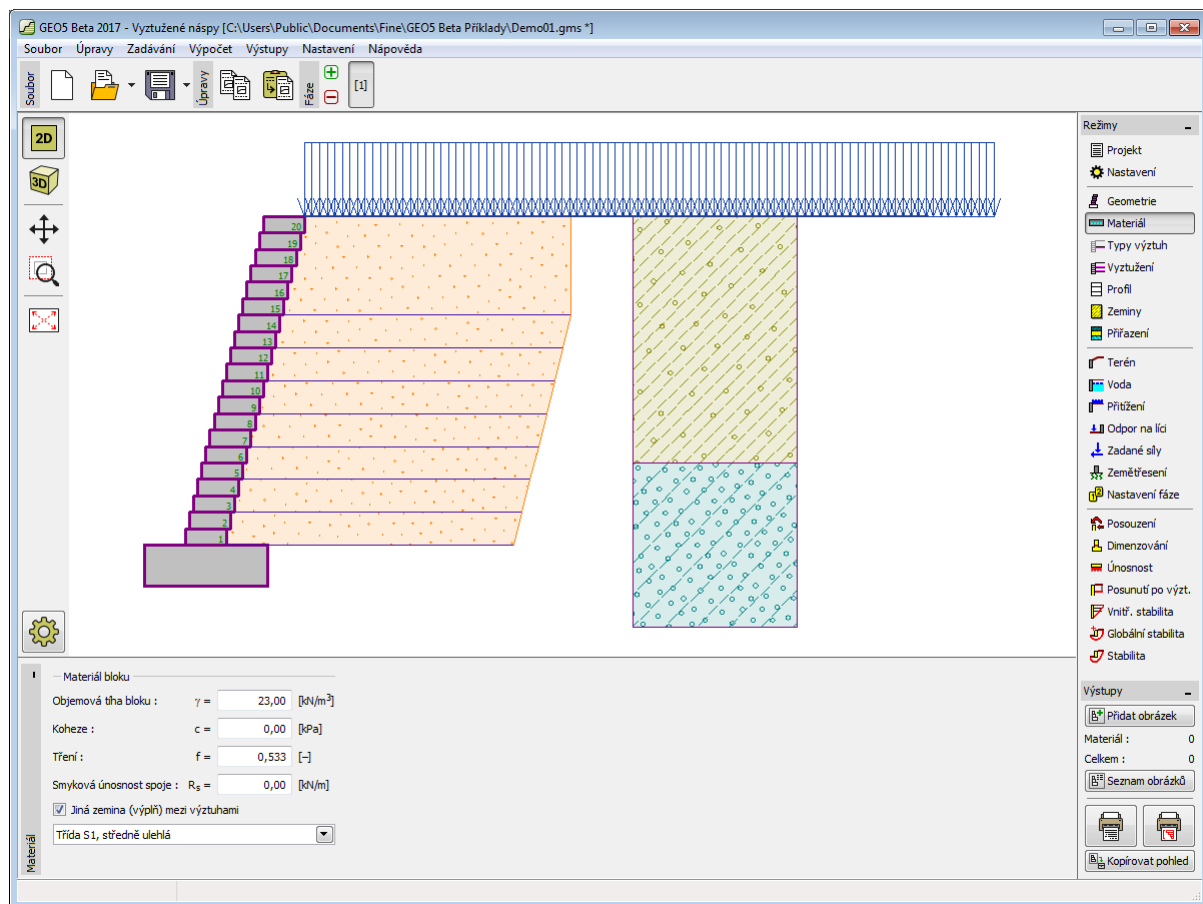 GEO5 Beta 2017 - Vyztužené náspy [C:\Users\Public\Documents\Fine\GEO5 Beta Příklady\Demo01.gms *]
Soubor Úpravy Zadávání Výpočet Výstupy Nastavení Nápověda
Soubor
Úpravy
Fáze
[1]
2D
3D
20
19
18
17
16
15
14
13
12
11
10
9
8
7
6
5
4
3
2
1
Režimy
Projekt
Nastavení
Geometrie
Materiál
Typy výztuh
Vyztužení
Profil
Zeminy
Přiřazení
Terén
Voda
Přitížení
Odpor na líci
Zadané síly
Zemětřesení
Nastavení fáze
Posouzení
Dimenzování
Únosnost
Posunutí po výzt.
Vnitř. stabilita
Globální stabilita
Stabilita
Výstupy
Přidat obrázek
Materiál : 0
Celkem : 0
Seznam obrázků
Kopírovat pohled
Materiál
Materiál bloku
Objemová tíha bloku : γ = 23,00 [kN/m³]
Koheze : c = 0,00 [kPa]
Tření : f = 0,533 [–]
Smyková únosnost spoje : Rs = 0,00 [kN/m]
Jiná zemina (výplň) mezi výztuhami
Třída S1, středně ulehlá